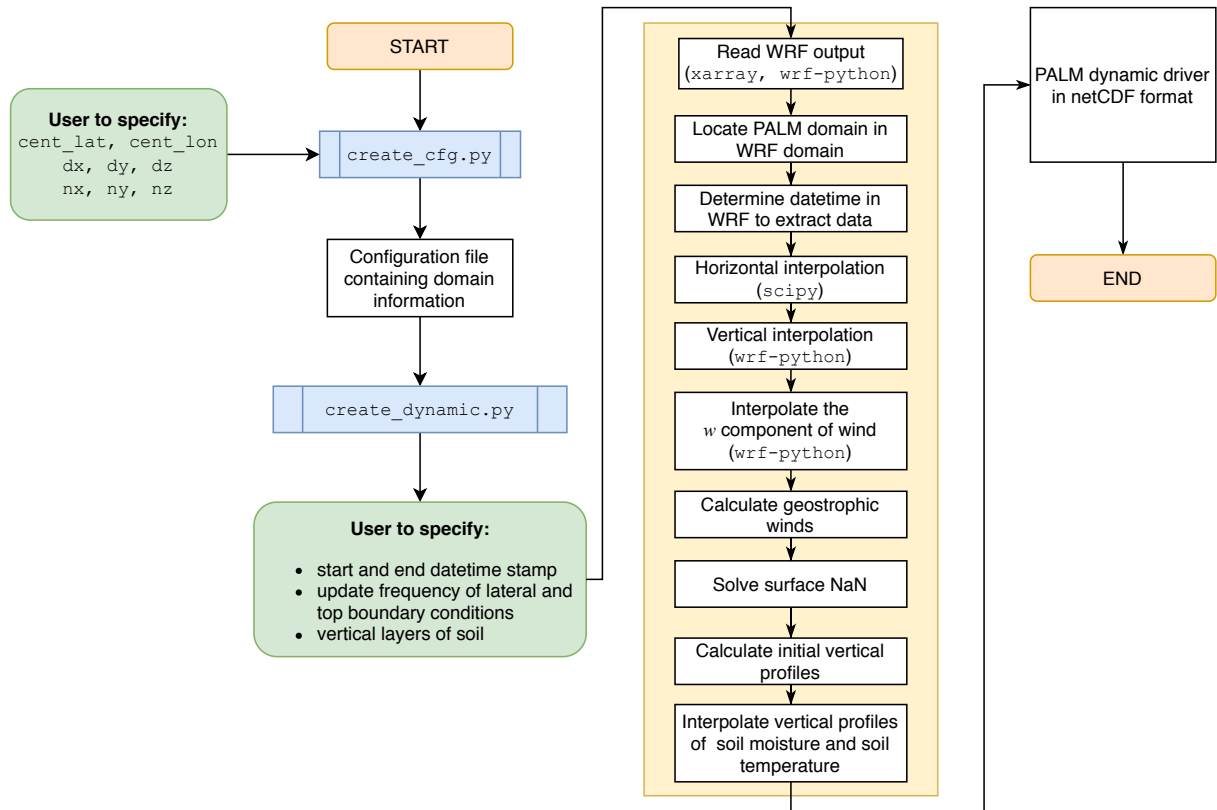 START
User to specify:
cent_lat, cent_lon
dx, dy, dz
nx, ny, nz
create_cfg.py
Configuration file
containing domain
information
create_dynamic.py
User to specify:
• start and end datetime stamp
• update frequency of lateral and
top boundary conditions
• vertical layers of soil
Read WRF output
(xarray, wrf-python)
Locate PALM domain in
WRF domain
Determine datetime in
WRF to extract data
Horizontal interpolation
(scipy)
Vertical interpolation
(wrf-python)
Interpolate the
w component of wind
(wrf-python)
Calculate geostrophic
winds
Solve surface NaN
Calculate initial vertical
profiles
Interpolate vertical profiles
of soil moisture and soil
temperature
PALM dynamic driver
in netCDF format
END